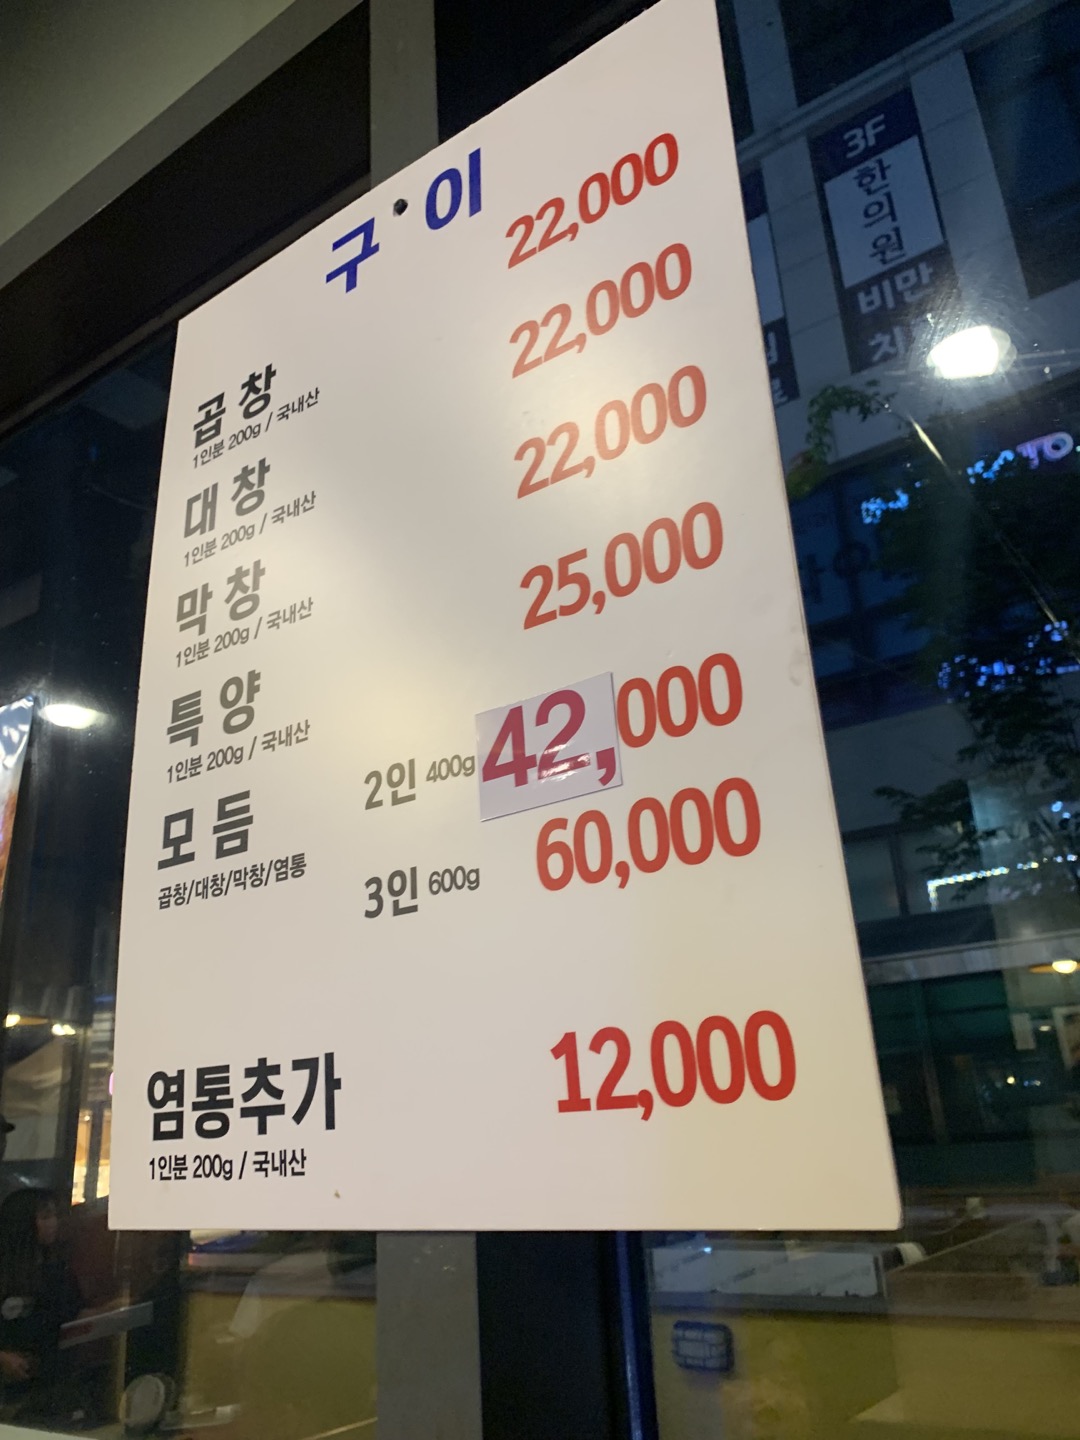 구이
곱창 22,000
1인분 200g / 국내산
대창 22,000
1인분 200g / 국내산
막창 22,000
1인분 200g / 국내산
특양 25,000
1인분 200g / 국내산
모듬 2인 400g 42,000
곱창/대창/막창/염통 3인 600g 60,000
염통추가 12,000
1인분 200g / 국내산
3F
한의원
비만